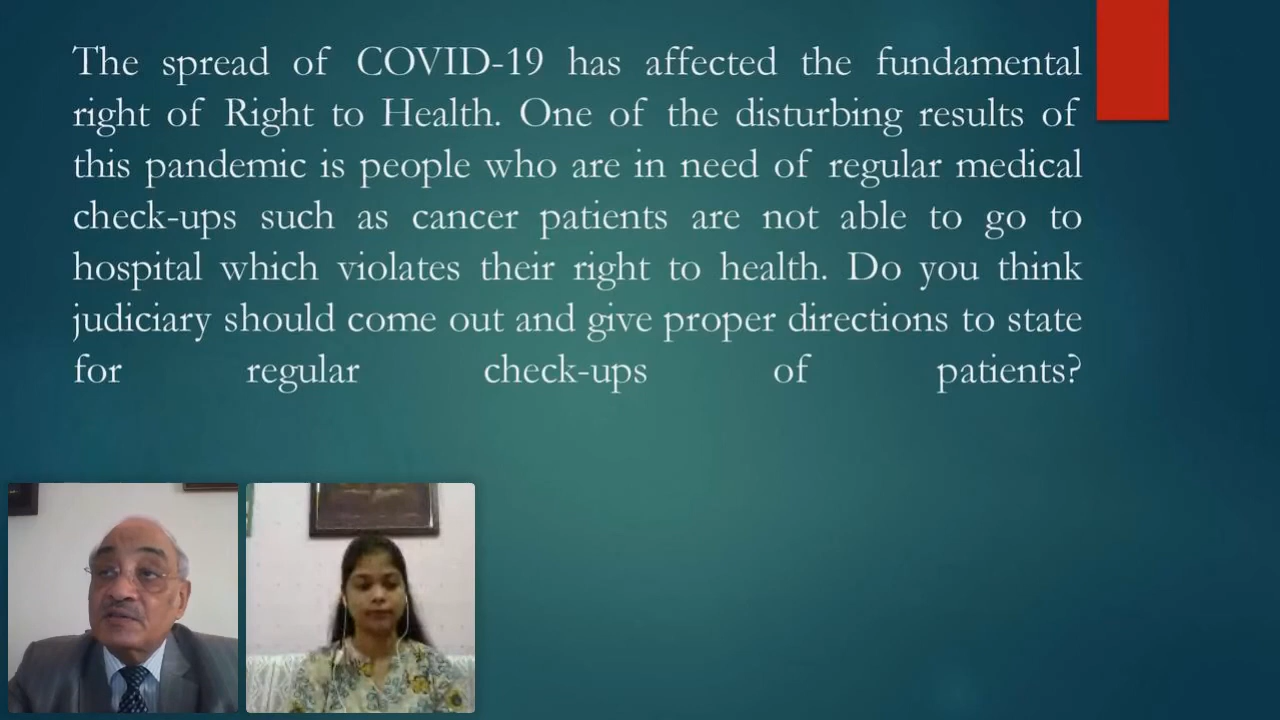 The spread of COVID-19 has affected the fundamental
right of Right to Health. One of the disturbing results of
this pandemic is people who are in need of regular medical
check-ups such as cancer patients are not able to go to
hospital which violates their right to health. Do you think
judiciary should come out and give proper directions to state
for regular check-ups of patients?